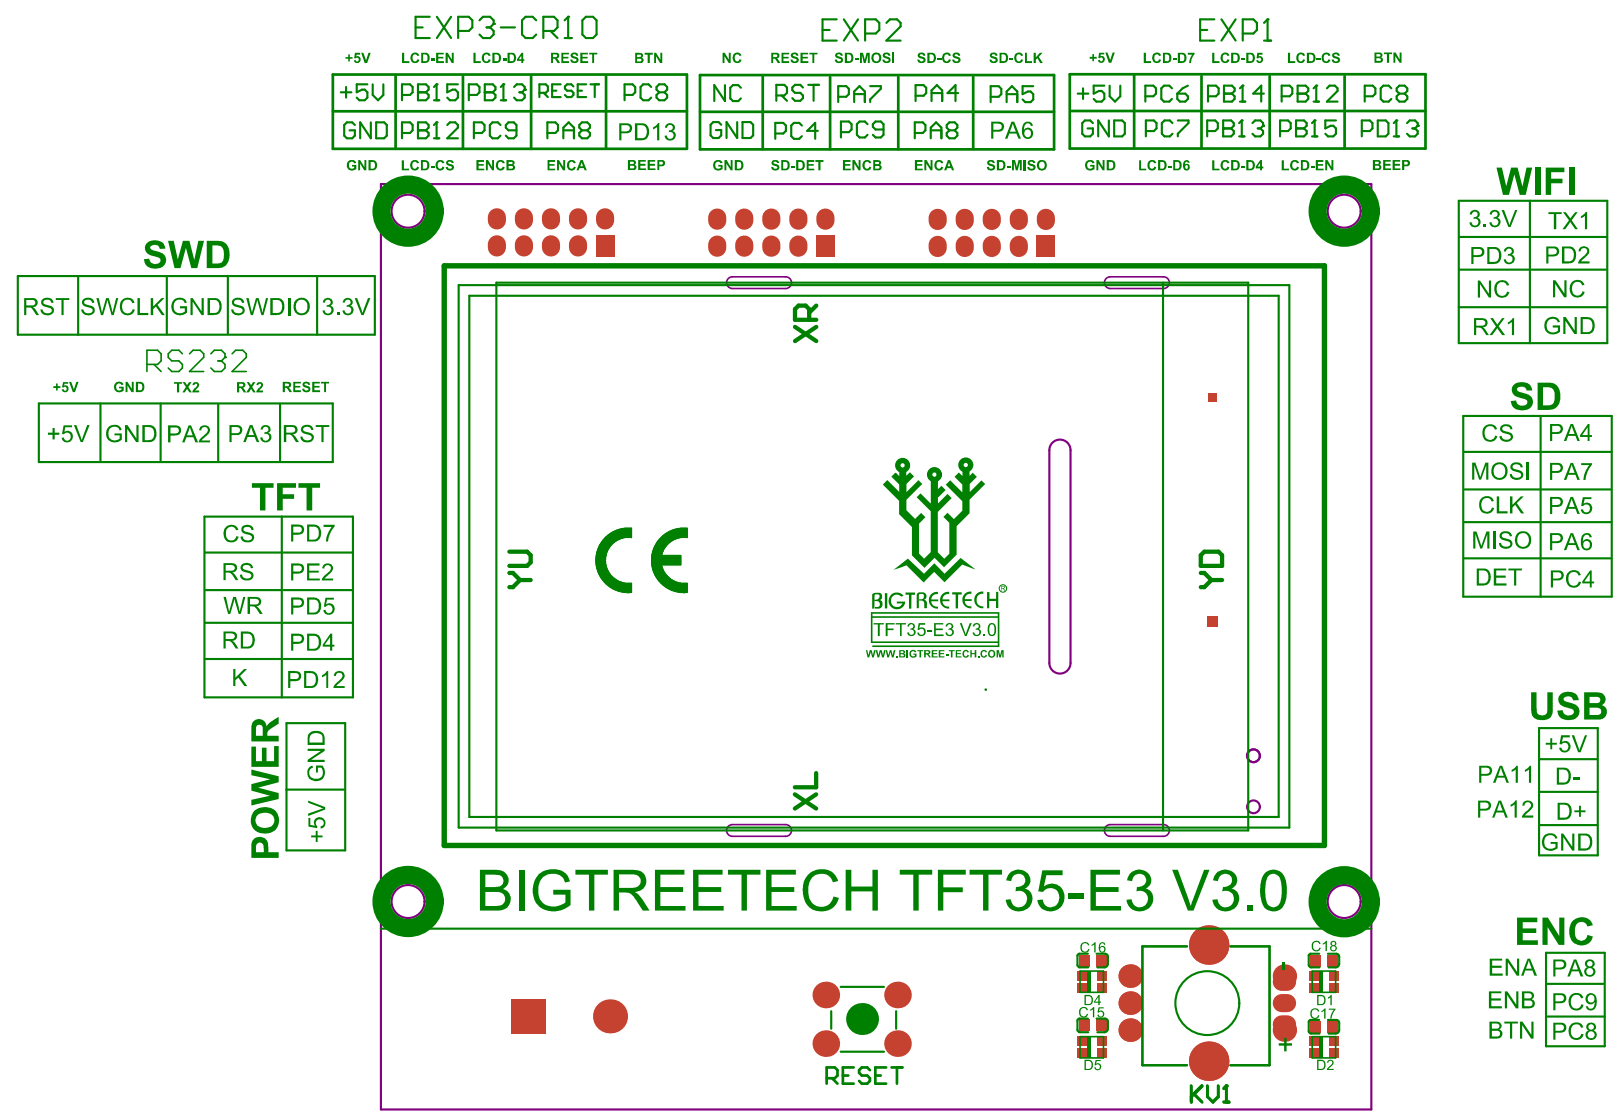 EXP3-CR10
+5V LCD-EN LCD-D4 RESET BTN
+5V PB15 PB13 RESET PC8
GND PB12 PC9 PA8 PD13
GND LCD-CS ENCB ENCA BEEP
EXP2
NC RESET SD-MOSI SD-CS SD-CLK
NC RST PA7 PA4 PA5
GND PC4 PC9 PA8 PA6
GND SD-DET ENCB ENCA SD-MISO
EXP1
+5V LCD-D7 LCD-D5 LCD-CS BTN
+5V PC6 PB14 PB12 PC8
GND PC7 PB13 PB15 PD13
GND LCD-D6 LCD-D4 LCD-EN BEEP
SWD
RST SWCLK GND SWDIO 3.3V
RS232
+5V GND TX2 RX2 RESET
+5V GND PA2 PA3 RST
TFT
CS PD7
RS PE2
WR PD5
RD PD4
K PD12
POWER
GND
+5V
XR
YU
YD
XL
CE
BIGTREETECH®
TFT35-E3 V3.0
WWW.BIGTREE-TECH.COM
WIFI
3.3V TX1
PD3 PD2
NC NC
RX1 GND
SD
CS PA4
MOSI PA7
CLK PA5
MISO PA6
DET PC4
USB
+5V
PA11 D-
PA12 D+
GND
BIGTREETECH TFT35-E3 V3.0
ENC
ENA PA8
ENB PC9
BTN PC8
RESET
C16
D4
C15
D5
KV1
-
+
C18
D1
C17
D2